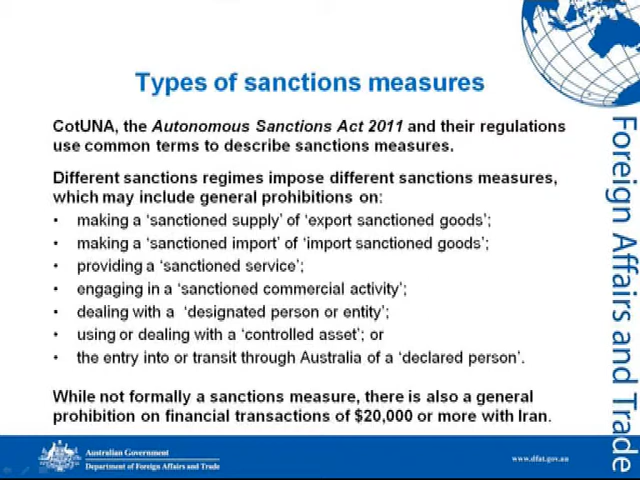 Types of sanctions measures
CotUNA, the Autonomous Sanctions Act 2011 and their regulations
use common terms to describe sanctions measures.
Different sanctions regimes impose different sanctions measures,
which may include general prohibitions on:
• making a ‘sanctioned supply’ of ‘export sanctioned goods’;
• making a ‘sanctioned import’ of ‘import sanctioned goods’;
• providing a ‘sanctioned service’;
• engaging in a ‘sanctioned commercial activity’;
• dealing with a ‘designated person or entity’;
• using or dealing with a ‘controlled asset’; or
• the entry into or transit through Australia of a ‘declared person’.
While not formally a sanctions measure, there is also a general
prohibition on financial transactions of $20,000 or more with Iran.
Foreign Affairs and Trade
Australian Government
Department of Foreign Affairs and Trade
www.dfat.gov.au